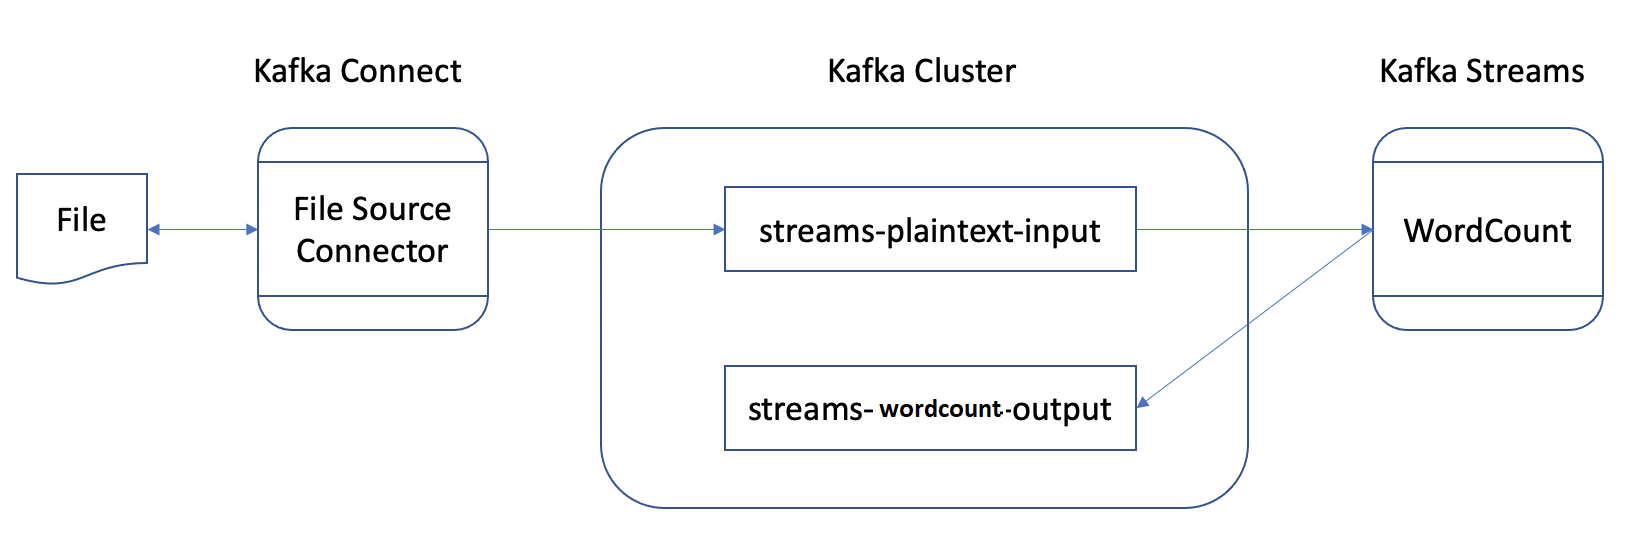 Kafka Connect
Kafka Cluster
Kafka Streams
File
File Source
Connector
streams-plaintext-input
WordCount
streams-wordcount.-output